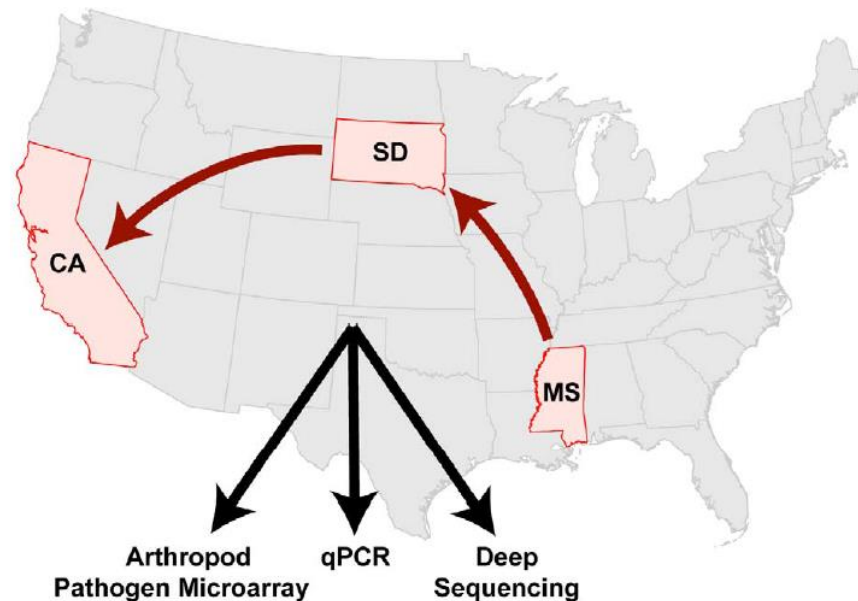 SD
CA
MS
Arthropod
Pathogen Microarray
qPCR
Deep
Sequencing